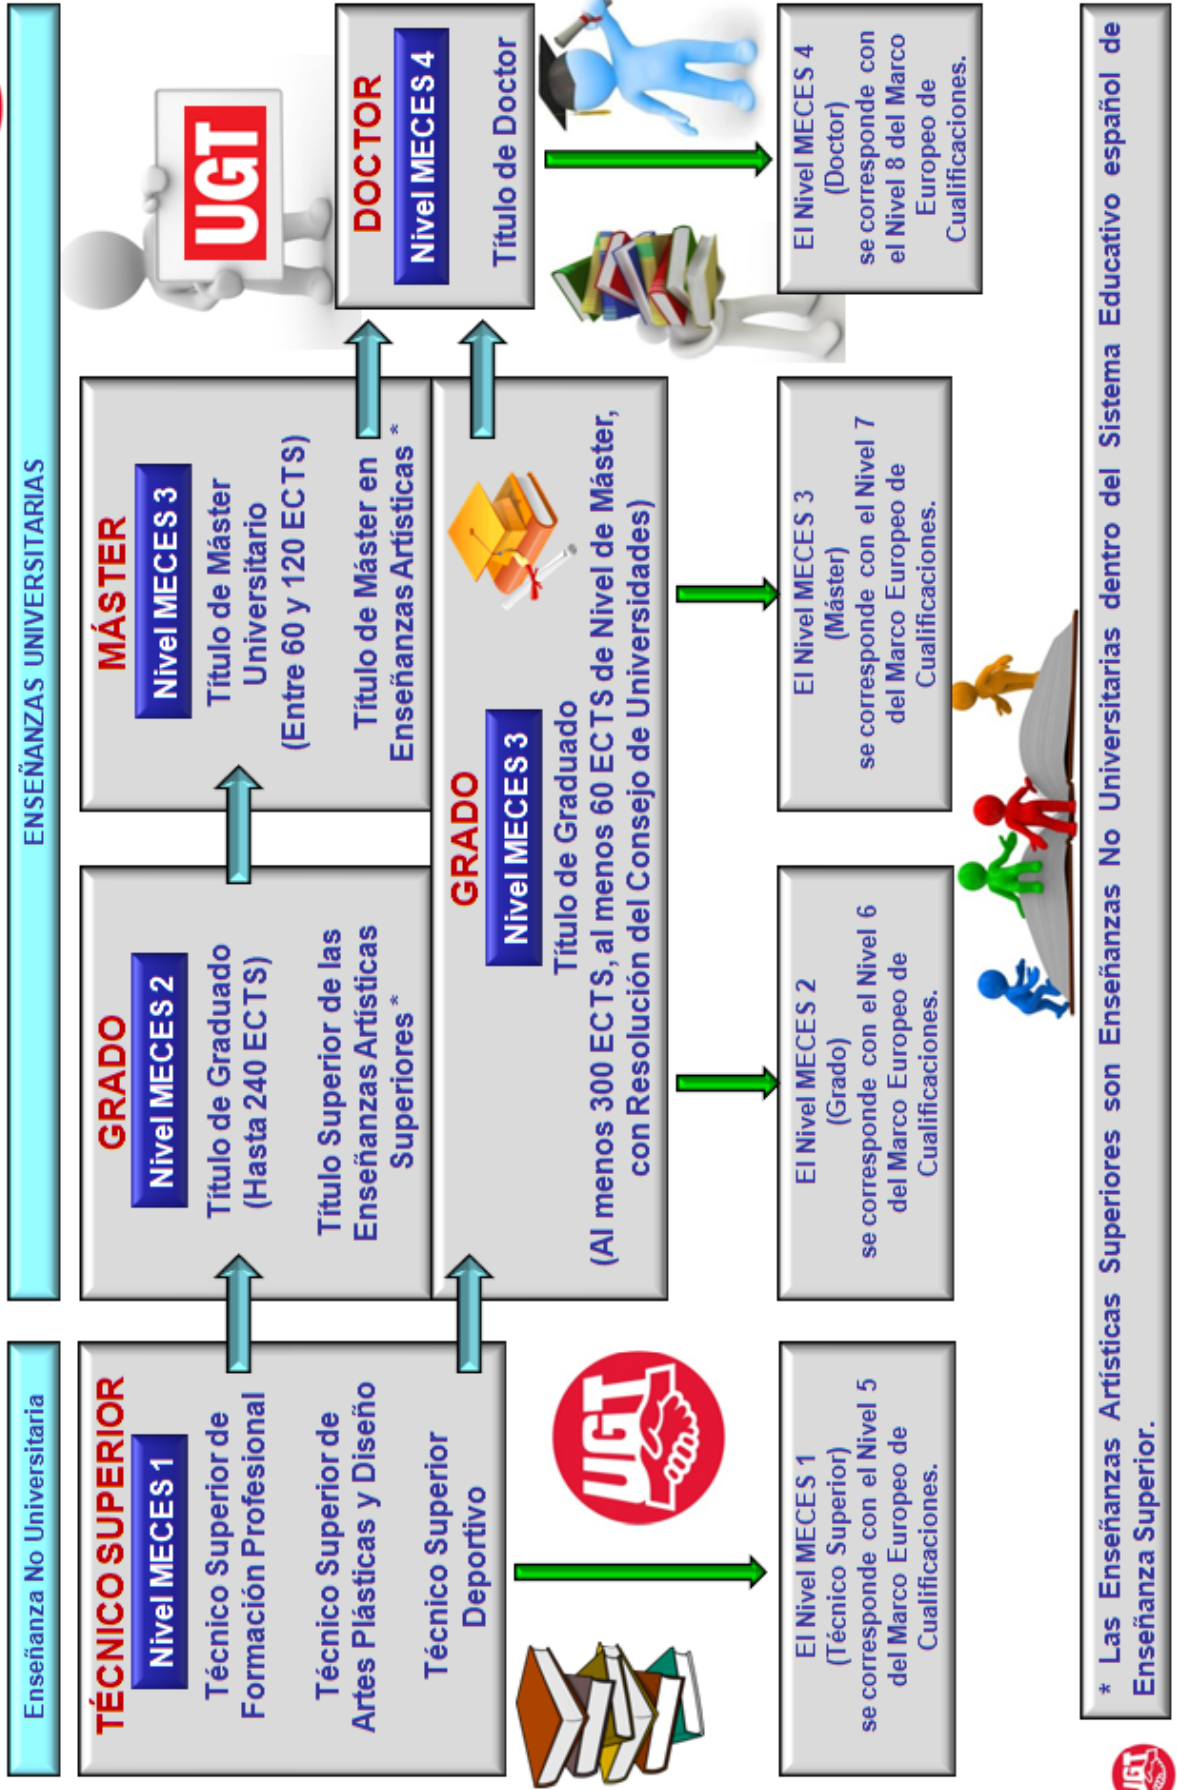 Enseñanza No Universitaria
ENSEÑANZAS UNIVERSITARIAS
TÉCNICO SUPERIOR
Nivel MECES 1
Técnico Superior de
Formación Profesional
Técnico Superior de
Artes Plásticas y Diseño
Técnico Superior
Deportivo
GRADO
Nivel MECES 2
Título de Graduado
(Hasta 240 ECTS)
Título Superior de las
Enseñanzas Artísticas
Superiores *
MÁSTER
Nivel MECES 3
Título de Máster
Universitario
(Entre 60 y 120 ECTS)
Título de Máster en
Enseñanzas Artísticas *
GRADO
Nivel MECES 3
Título de Graduado
(Al menos 300 ECTS, al menos 60 ECTS de Nivel de Máster,
con Resolución del Consejo de Universidades)
UGT
DOCTOR
Nivel MECES 4
Título de Doctor
UGT
El Nivel MECES 1
(Técnico Superior)
se corresponde con el Nivel 5
del Marco Europeo de
Cualificaciones.
El Nivel MECES 2
(Grado)
se corresponde con el Nivel 6
del Marco Europeo de
Cualificaciones.
El Nivel MECES 3
(Máster)
se corresponde con el Nivel 7
del Marco Europeo de
Cualificaciones.
El Nivel MECES 4
(Doctor)
se corresponde con
el Nivel 8 del Marco
Europeo de
Cualificaciones.
* Las Enseñanzas Artísticas Superiores son Enseñanzas No Universitarias dentro del Sistema Educativo español de
Enseñanza Superior.
UGT